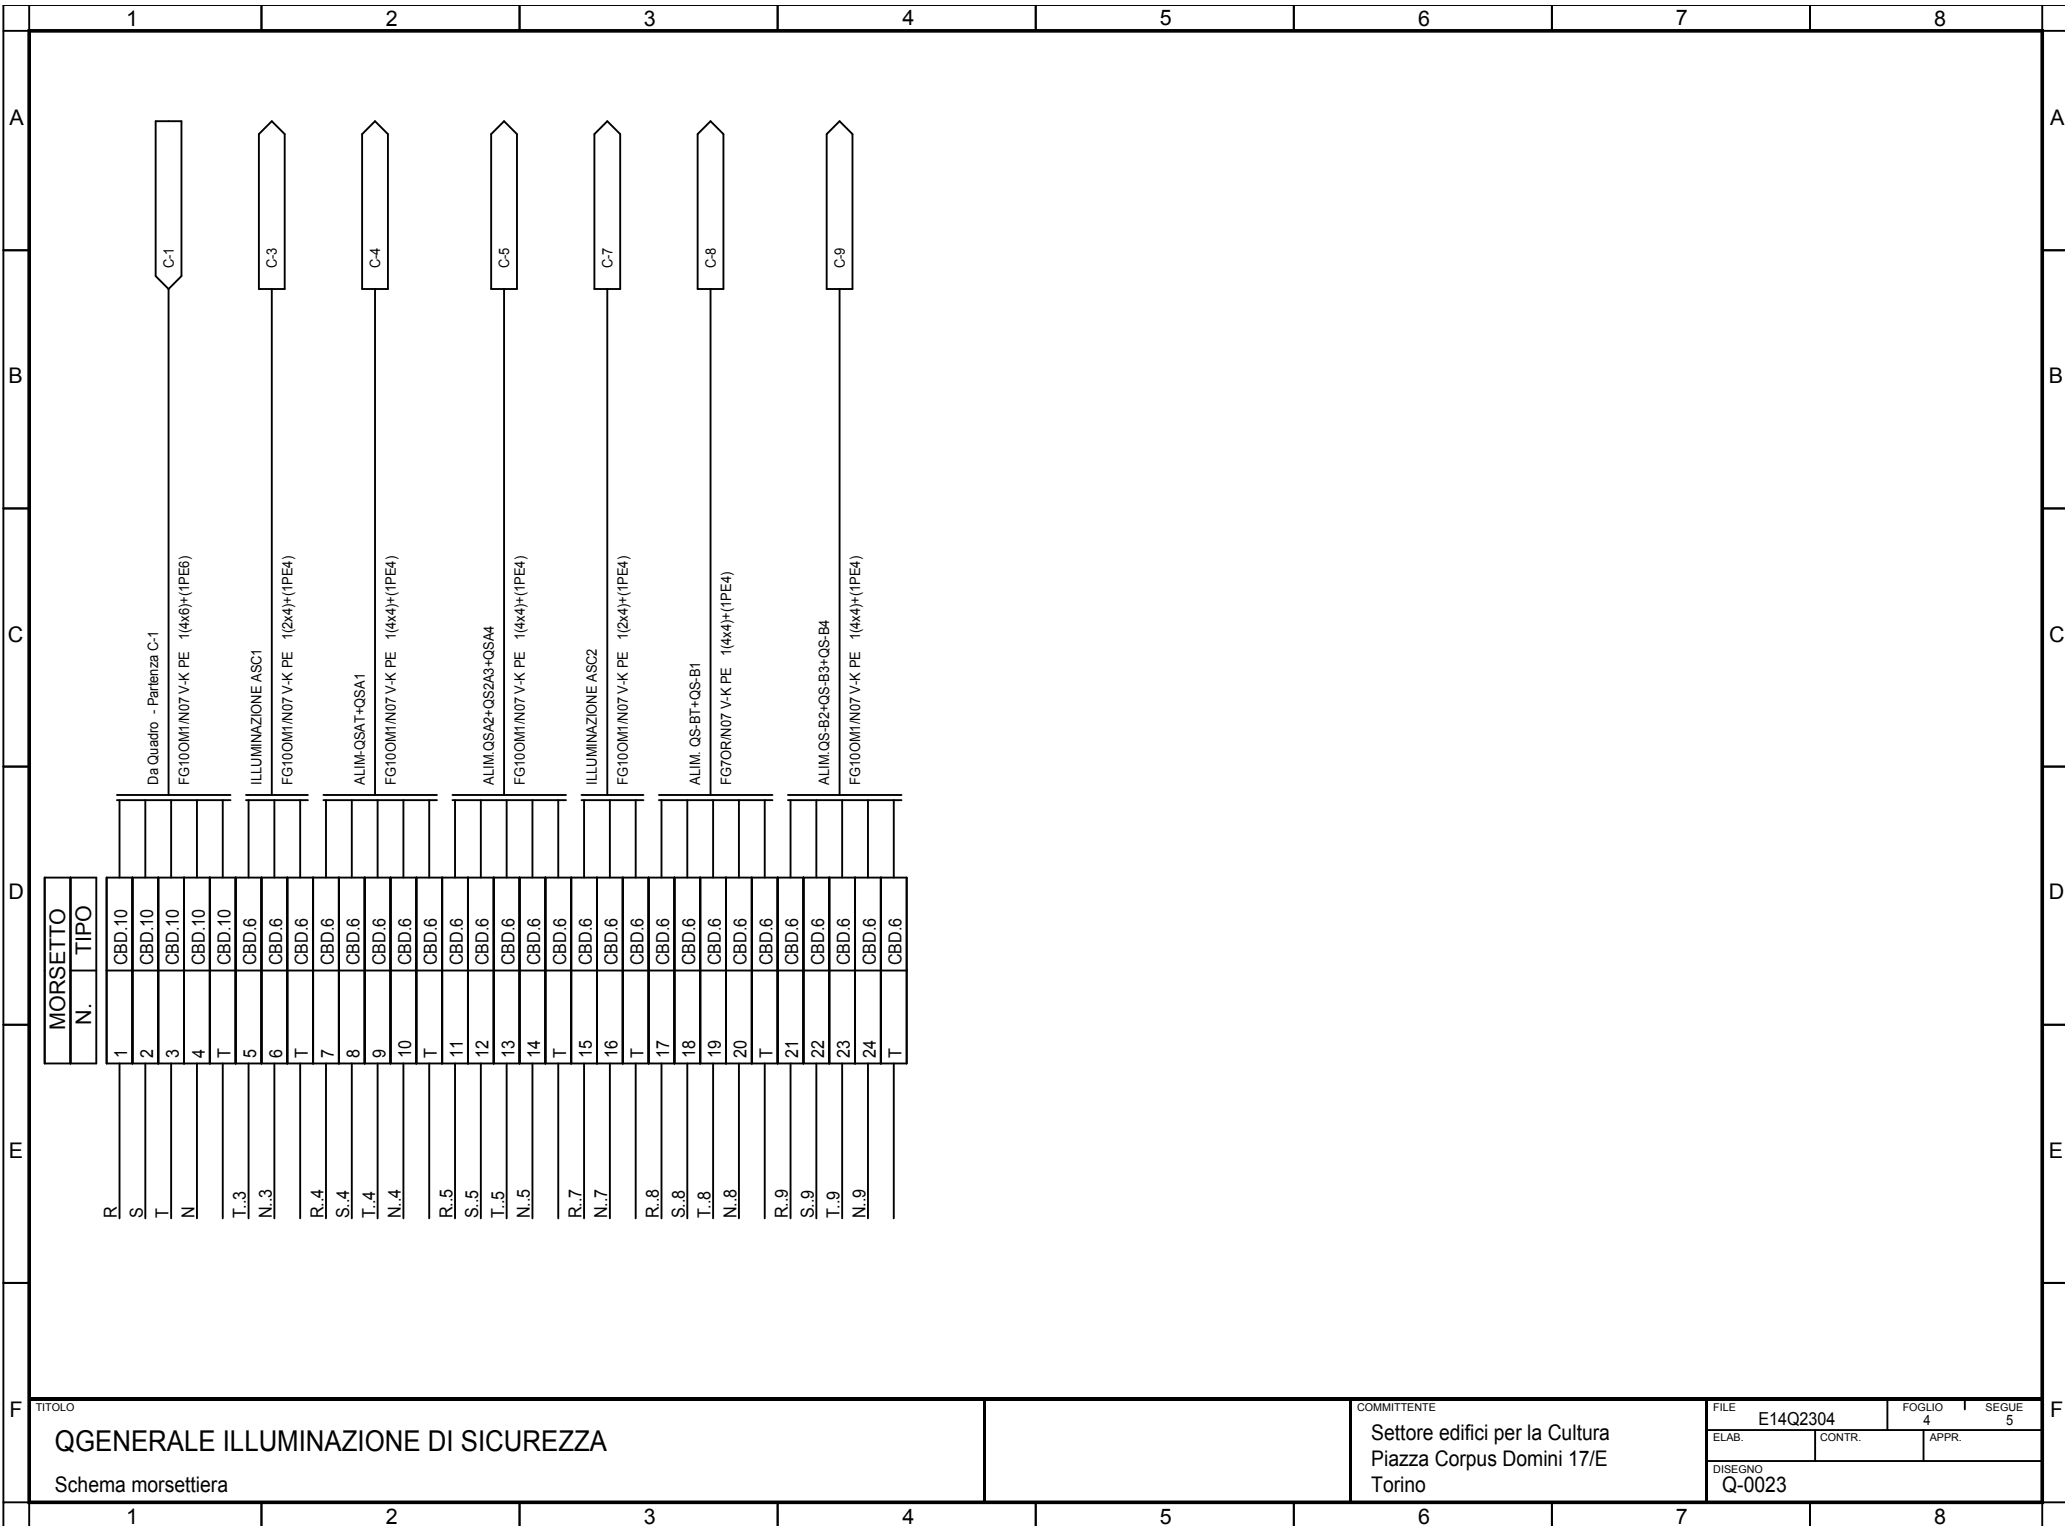 1 2 3 4 5 6 7 8
A A
B B
C C
D D
E E
F F
C-1
C-3
C-4
C-5
C-7
C-8
C-9
Da Quadro - Partenza C-1
FG10OM1/N07 V-K PE 1(4x6)+(1PE6)
ILLUMINAZIONE ASC1
FG10OM1/N07 V-K PE 1(2x4)+(1PE4)
ALIM-QSAT+QSA1
FG10OM1/N07 V-K PE 1(4x4)+(1PE4)
ALIM.QSA2+QS2A3+QSA4
FG10OM1/N07 V-K PE 1(4x4)+(1PE4)
ILLUMINAZIONE ASC2
FG10OM1/N07 V-K PE 1(2x4)+(1PE4)
ALIM. QS-BT+QS-B1
FG7OR/N07 V-K PE 1(4x4)+(1PE4)
ALIM.QS-B2+QS-B3+QS-B4
FG10OM1/N07 V-K PE 1(4x4)+(1PE4)
MORSETTO
N. TIPO
1 CBD.10
2 CBD.10
3 CBD.10
4 CBD.10
T CBD.10
5 CBD.6
6 CBD.6
T CBD.6
7 CBD.6
8 CBD.6
9 CBD.6
10 CBD.6
T CBD.6
11 CBD.6
12 CBD.6
13 CBD.6
14 CBD.6
T CBD.6
15 CBD.6
16 CBD.6
T CBD.6
17 CBD.6
18 CBD.6
19 CBD.6
20 CBD.6
T CBD.6
21 CBD.6
22 CBD.6
23 CBD.6
24 CBD.6
T CBD.6
R
S
T
N
T..3
N..3
R..4
S..4
T..4
N..4
R..5
S..5
T..5
N..5
R..7
N..7
R..8
S..8
T..8
N..8
R..9
S..9
T..9
N..9
TITOLO
QGENERALE ILLUMINAZIONE DI SICUREZZA
Schema morsettiera
COMMITTENTE
Settore edifici per la Cultura
Piazza Corpus Domini 17/E
Torino
FILE
E14Q2304
FOGLIO
4
SEGUE
5
ELAB. CONTR. APPR.
DISEGNO
Q-0023
1 2 3 4 5 6 7 8